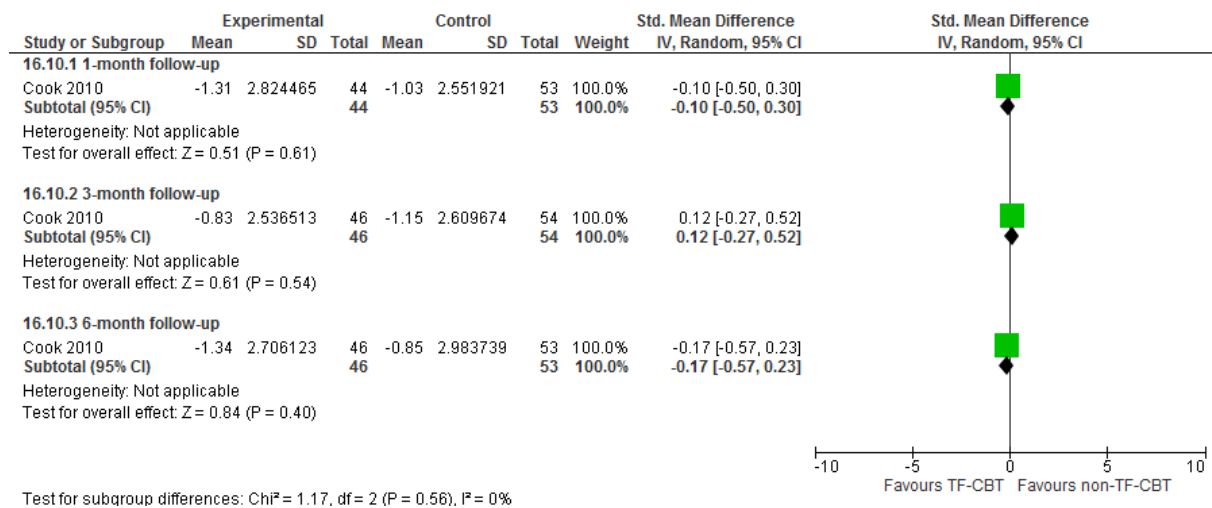 Experimental Control Std. Mean Difference Std. Mean Difference
Study or Subgroup Mean SD Total Mean SD Total Weight IV, Random, 95% CI IV, Random, 95% CI
16.10.1 1-month follow-up
Cook 2010 -1.31 2.824465 44 -1.03 2.551921 53 100.0% -0.10 [-0.50, 0.30]
Subtotal (95% CI) 44 53 100.0% -0.10 [-0.50, 0.30]
Heterogeneity: Not applicable
Test for overall effect: Z = 0.51 (P = 0.61)
16.10.2 3-month follow-up
Cook 2010 -0.83 2.536513 46 -1.15 2.609674 54 100.0% 0.12 [-0.27, 0.52]
Subtotal (95% CI) 46 54 100.0% 0.12 [-0.27, 0.52]
Heterogeneity: Not applicable
Test for overall effect: Z = 0.61 (P = 0.54)
16.10.3 6-month follow-up
Cook 2010 -1.34 2.706123 46 -0.85 2.983739 53 100.0% -0.17 [-0.57, 0.23]
Subtotal (95% CI) 46 53 100.0% -0.17 [-0.57, 0.23]
Heterogeneity: Not applicable
Test for overall effect: Z = 0.84 (P = 0.40)
-10 -5 0 5 10
Favours TF-CBT Favours non-TF-CBT
Test for subgroup differences: Chi² = 1.17, df = 2 (P = 0.56), I² = 0%